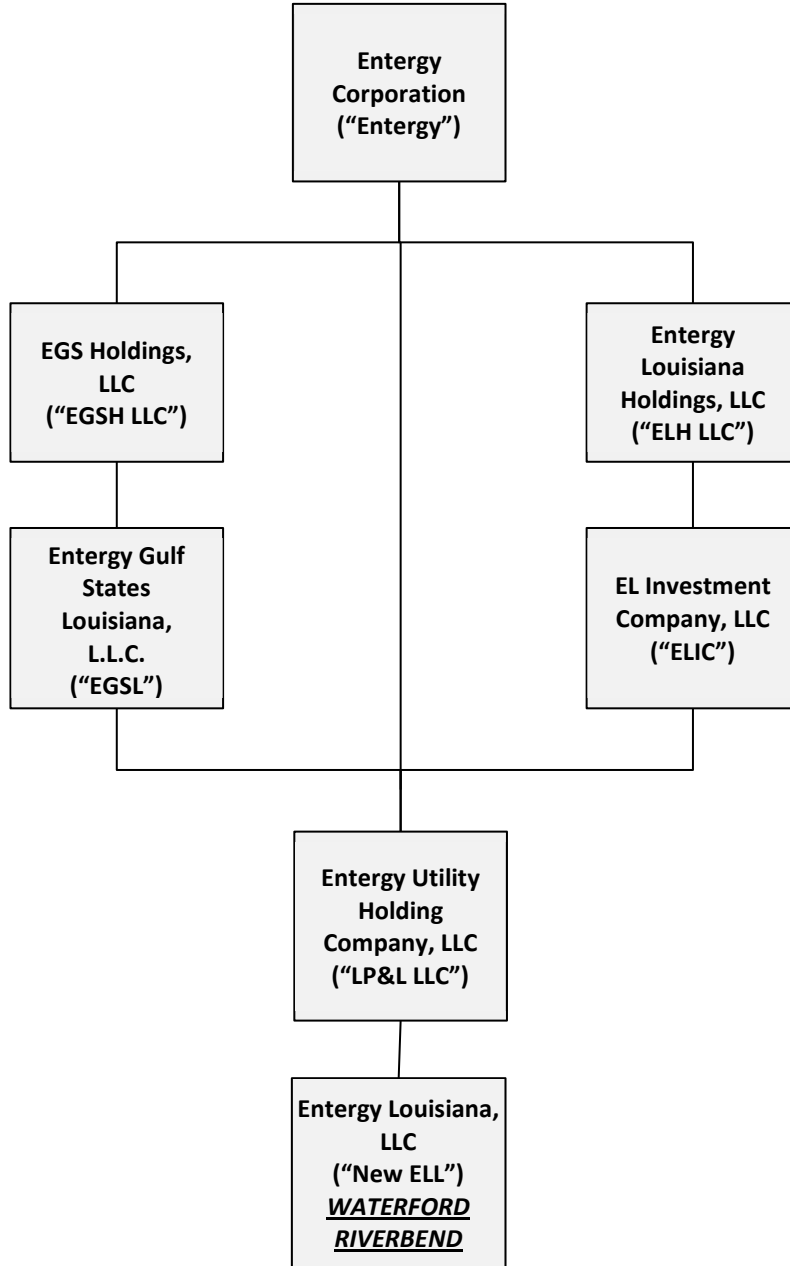 Entergy
Corporation
(“Entergy”)
EGS Holdings,
LLC
(“EGSH LLC”)
Entergy
Louisiana
Holdings, LLC
(“ELH LLC”)
Entergy Gulf
States
Louisiana,
L.L.C.
(“EGSL”)
EL Investment
Company, LLC
(“ELIC”)
Entergy Utility
Holding
Company, LLC
(“LP&L LLC”)
Entergy Louisiana,
LLC
(“New ELL”)
WATERFORD
RIVERBEND